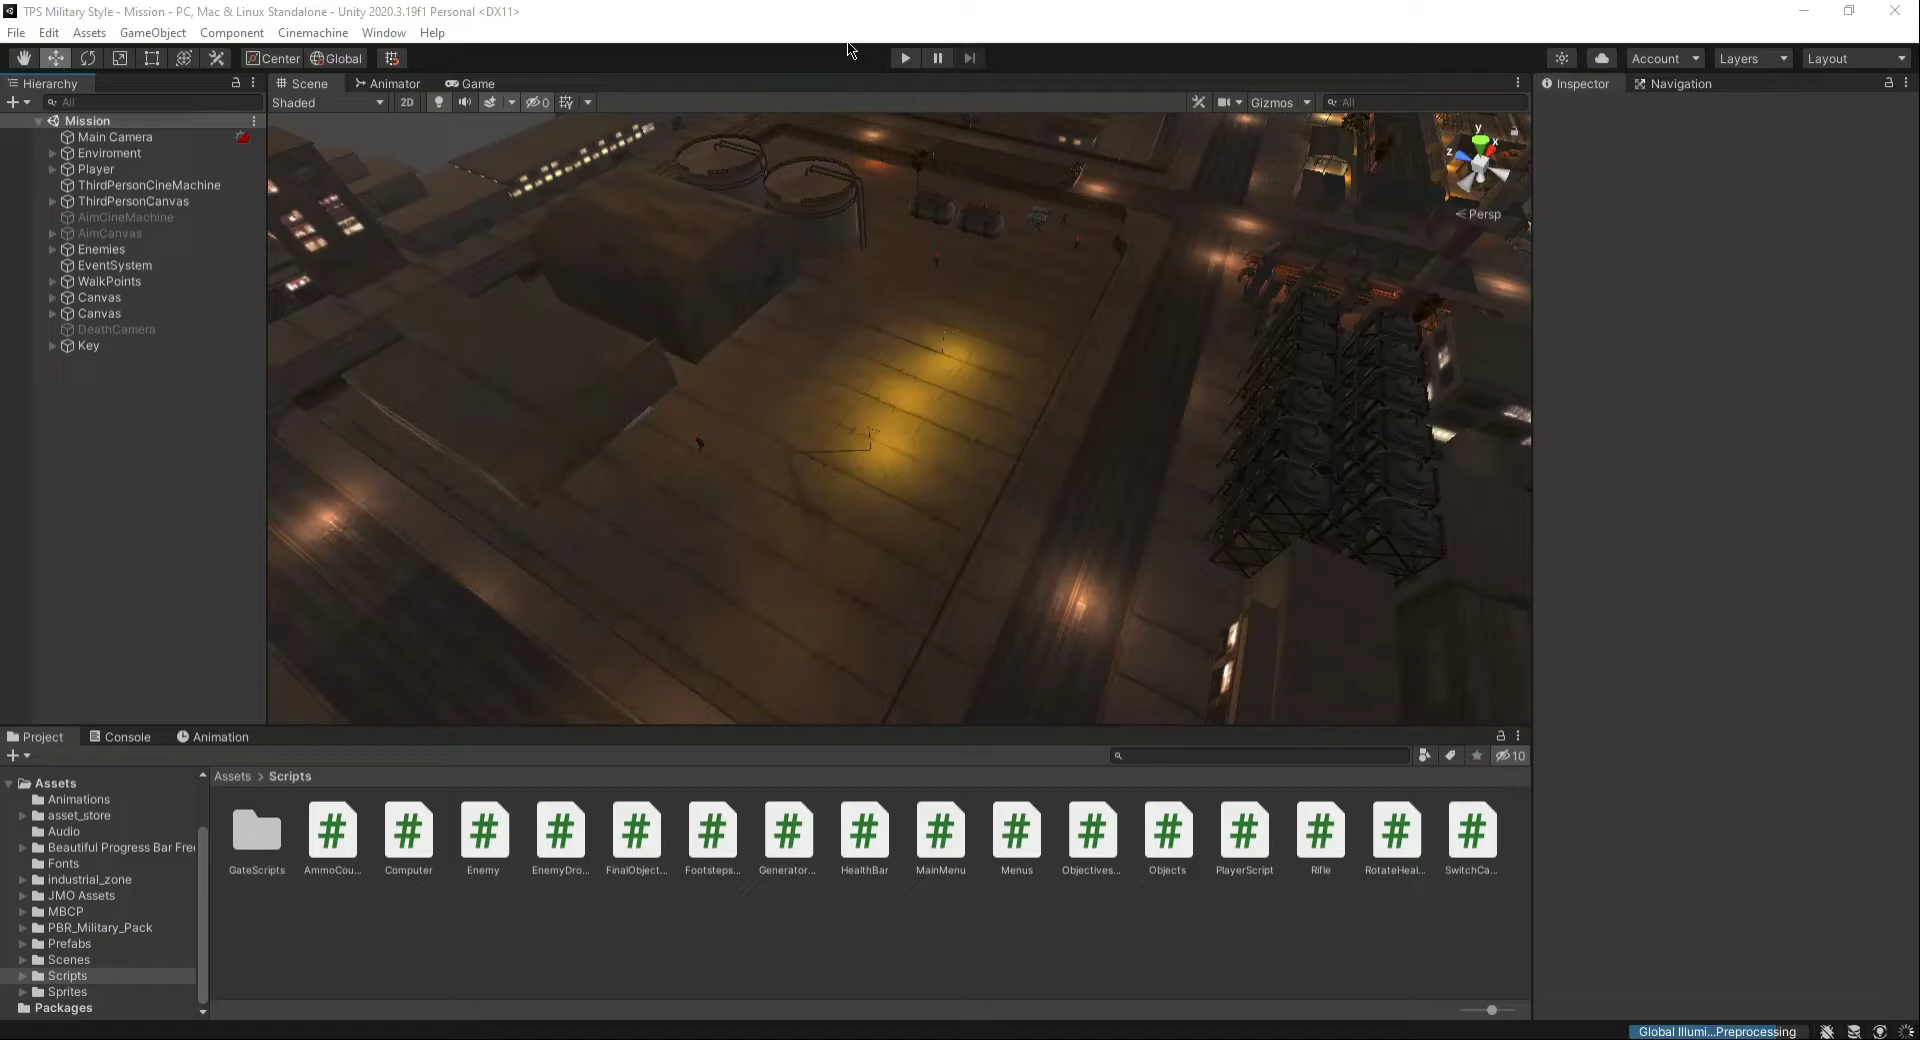 TPS Military Style - Mission - PC, Mac & Linux Standalone - Unity 2020.3.19f1 Personal <DX11>
File Edit Assets GameObject Component Cinemachine Window Help
Center Global Account Layers Layout
Hierarchy
All
Mission
Main Camera
Enviroment
Player
ThirdPersonCineMachine
ThirdPersonCanvas
AimCineMachine
AimCanvas
Enemies
EventSystem
WalkPoints
Canvas
Canvas
DeathCamera
Key
Scene Animator Game
Shaded 2D 0 Gizmos All
y
x
z
Persp
Inspector Navigation
Project Console Animation
10
Assets
Animations
asset_store
Audio
Beautiful Progress Bar Free
Fonts
industrial_zone
JMO Assets
MBCP
PBR_Military_Pack
Prefabs
Scenes
Scripts
Sprites
Packages
Assets > Scripts
GateScripts AmmoCou... Computer Enemy EnemyDro... FinalObject... Footsteps... Generator... HealthBar MainMenu Menus Objectives... Objects PlayerScript Rifle RotateHeal... SwitchCa...
Global Illumi...Preprocessing